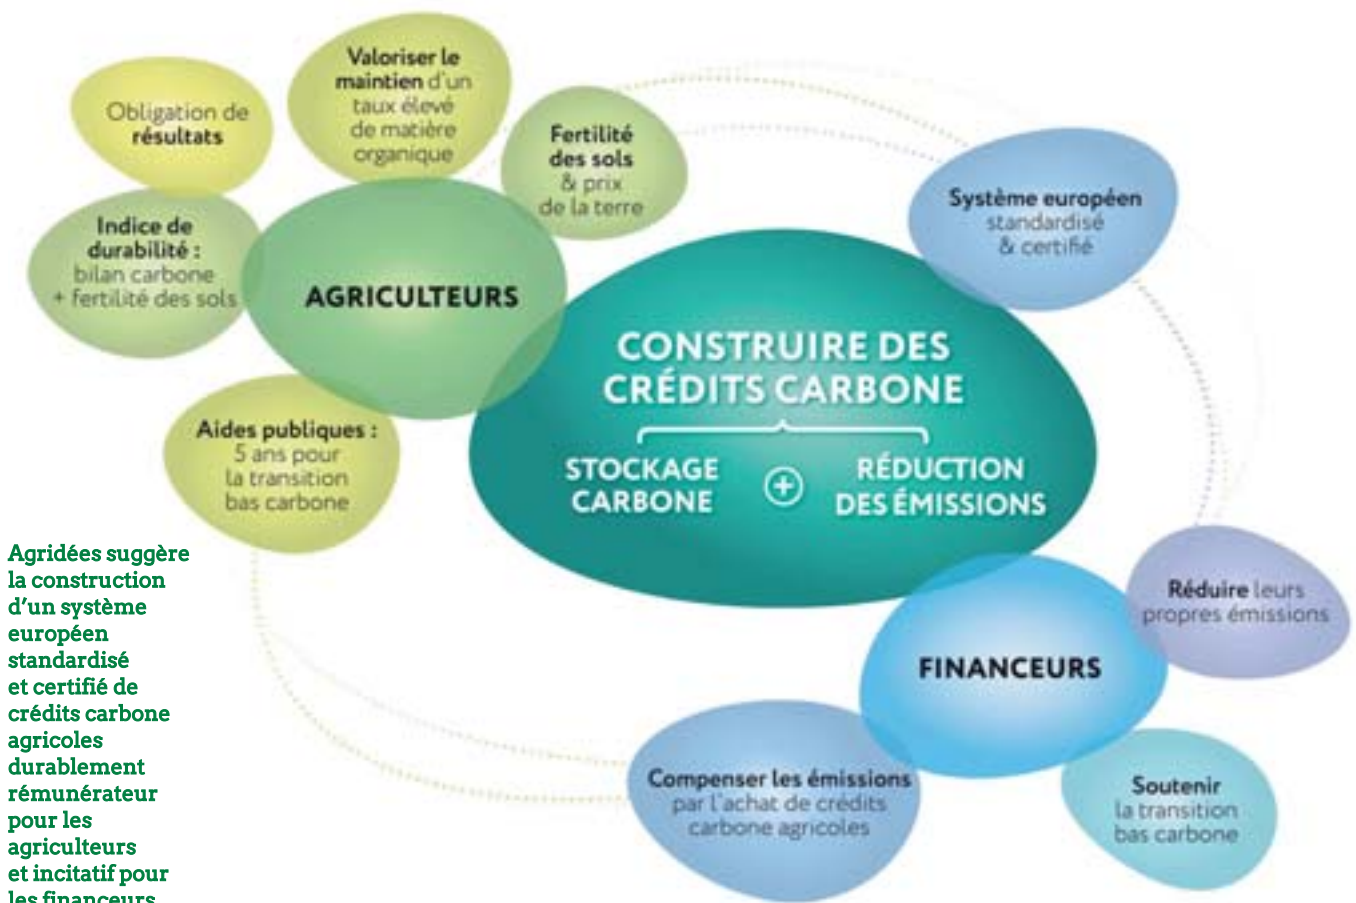 Valoriser le
maintien d'un
taux élevé
de matière
organique
Obligation de
résultats
Fertilité
des sols
& prix
de la terre
Indice de
durabilité :
bilan carbone
+ fertilité des sols
AGRICULTEURS
Système européen
standardisé
& certifié
CONSTRUIRE DES
CRÉDITS CARBONE
STOCKAGE
CARBONE
+
RÉDUCTION
DES ÉMISSIONS
Aides publiques :
5 ans pour
la transition
bas carbone
Agridées suggère
la construction
d'un système
européen
standardisé
et certifié de
crédits carbone
agricoles
durablement
rémunérateur
pour les
agriculteurs
et incitatif pour
les financeurs
Réduire leurs
propres émissions
FINANCEURS
Compenser les émissions
par l'achat de crédits
carbone agricoles
Soutenir
la transition
bas carbone